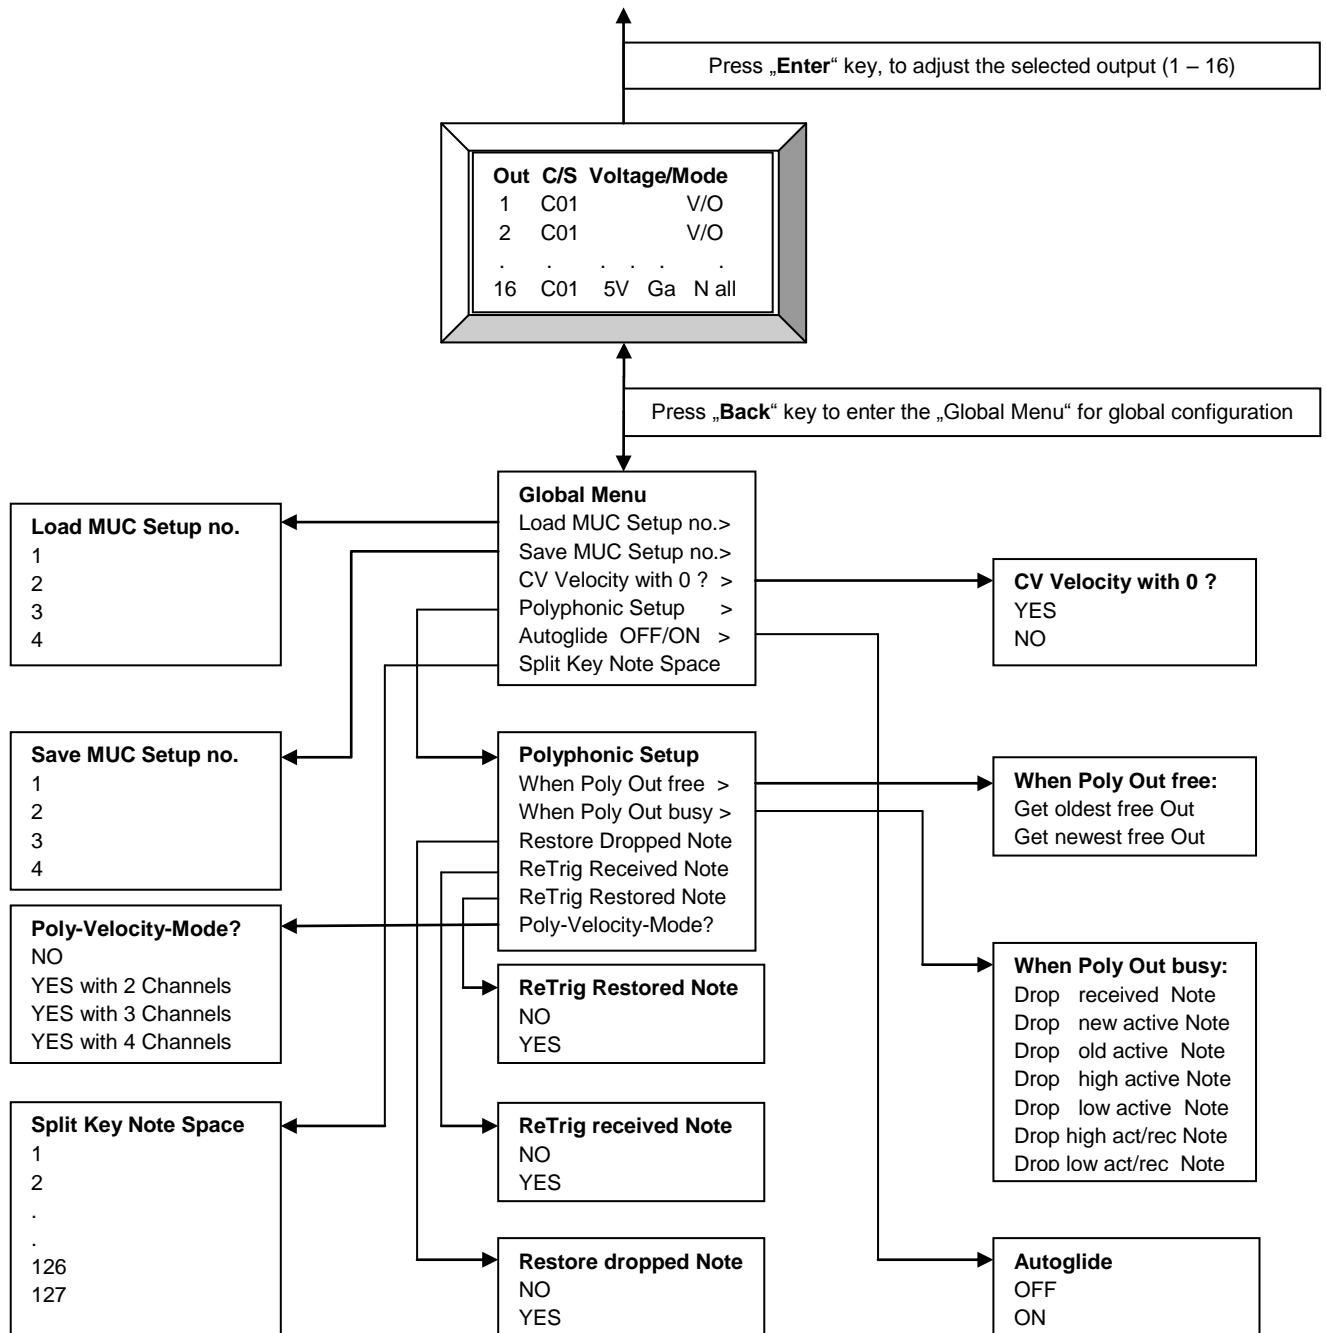 Press „Enter“ key, to adjust the selected output (1 – 16)
Out C/S Voltage/Mode
1 C01 V/O
2 C01 V/O
. . . . . .
16 C01 5V Ga N all
Press „Back“ key to enter the „Global Menu“ for global configuration
Global Menu
Load MUC Setup no.>
Save MUC Setup no.>
CV Velocity with 0 ? >
Polyphonic Setup >
Autoglide OFF/ON >
Split Key Note Space
Load MUC Setup no.
1
2
3
4
CV Velocity with 0 ?
YES
NO
Save MUC Setup no.
1
2
3
4
Polyphonic Setup
When Poly Out free >
When Poly Out busy >
Restore Dropped Note
ReTrig Received Note
ReTrig Restored Note
Poly-Velocity-Mode?
When Poly Out free:
Get oldest free Out
Get newest free Out
Poly-Velocity-Mode?
NO
YES with 2 Channels
YES with 3 Channels
YES with 4 Channels
ReTrig Restored Note
NO
YES
When Poly Out busy:
Drop received Note
Drop new active Note
Drop old active Note
Drop high active Note
Drop low active Note
Drop high act/rec Note
Drop low act/rec Note
Split Key Note Space
1
2
.
.
126
127
ReTrig received Note
NO
YES
Restore dropped Note
NO
YES
Autoglide
OFF
ON